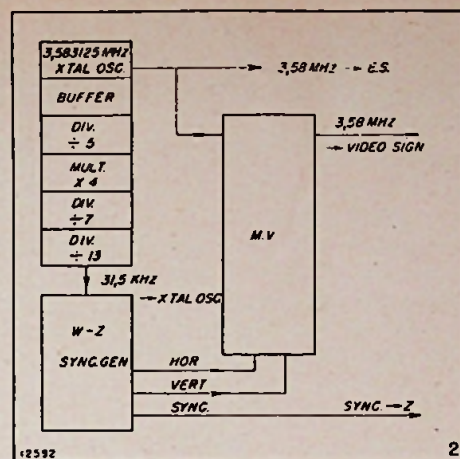 3,583125 MHz
XTAL OSC.
BUFFER
DIV.
÷ 5
MULT.
X 4
DIV.
÷ 7
DIV.
÷ 13
3,58 MHZ → E.S.
3,58 MHZ
→ VIDEO SIGN
M.V
31,5 KHZ
→ XTAL OSC
W-Z
SYNC.GEN
HOR
VERT
SYNC.
SYNC.→Z
2592
2